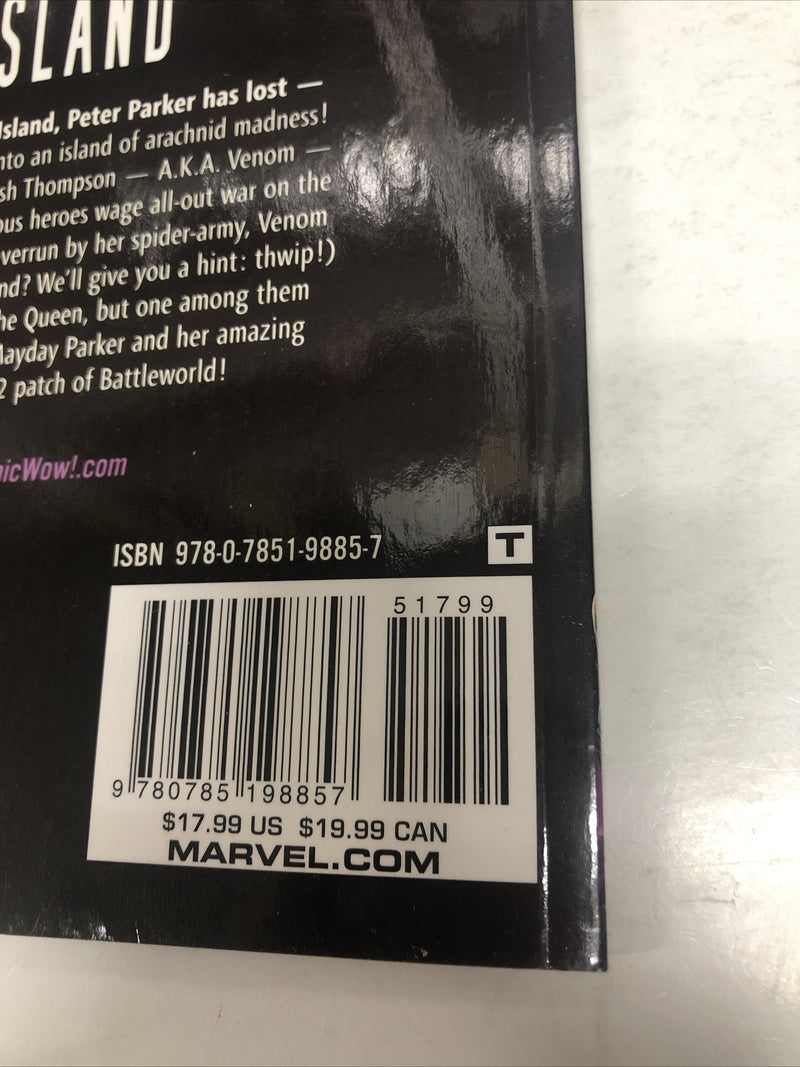 SLAND
Island, Peter Parker has lost —
nto an island of arachnid madness!
sh Thompson — A.K.A. Venom —
ous heroes wage all-out war on the
verrun by her spider-army, Venom
nd? We'll give you a hint: thwip!)
he Queen, but one among them
Mayday Parker and her amazing
2 patch of Battleworld!
nicWow!.com
ISBN 978-0-7851-9885-7
T
51799
9 780785 198857
$17.99 US $19.99 CAN
MARVEL.COM